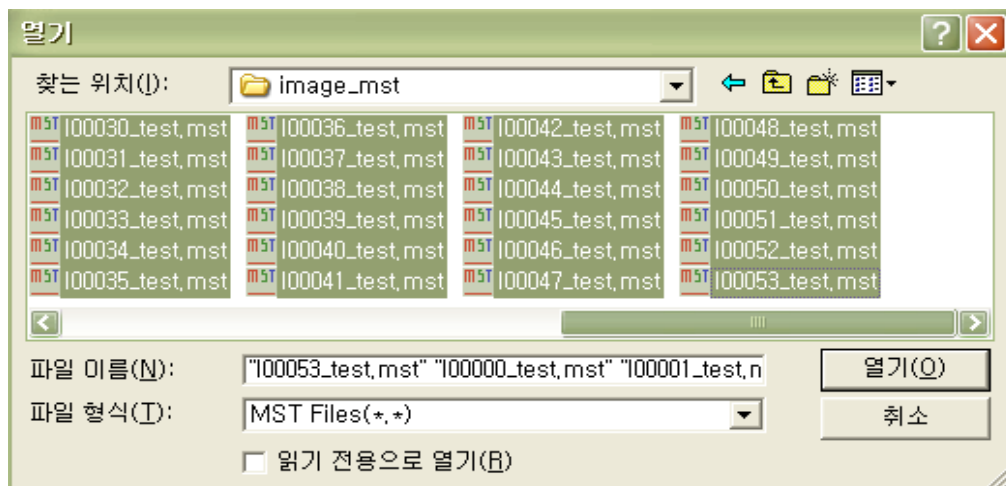 열기
찾는 위치(I): image_mst
I00030_test.mst I00036_test.mst I00042_test.mst I00048_test.mst
I00031_test.mst I00037_test.mst I00043_test.mst I00049_test.mst
I00032_test.mst I00038_test.mst I00044_test.mst I00050_test.mst
I00033_test.mst I00039_test.mst I00045_test.mst I00051_test.mst
I00034_test.mst I00040_test.mst I00046_test.mst I00052_test.mst
I00035_test.mst I00041_test.mst I00047_test.mst I00053_test.mst
파일 이름(N): "I00053_test.mst" "I00000_test.mst" "I00001_test.n 열기(O)
파일 형식(T): MST Files(*.*) 취소
읽기 전용으로 열기(R)